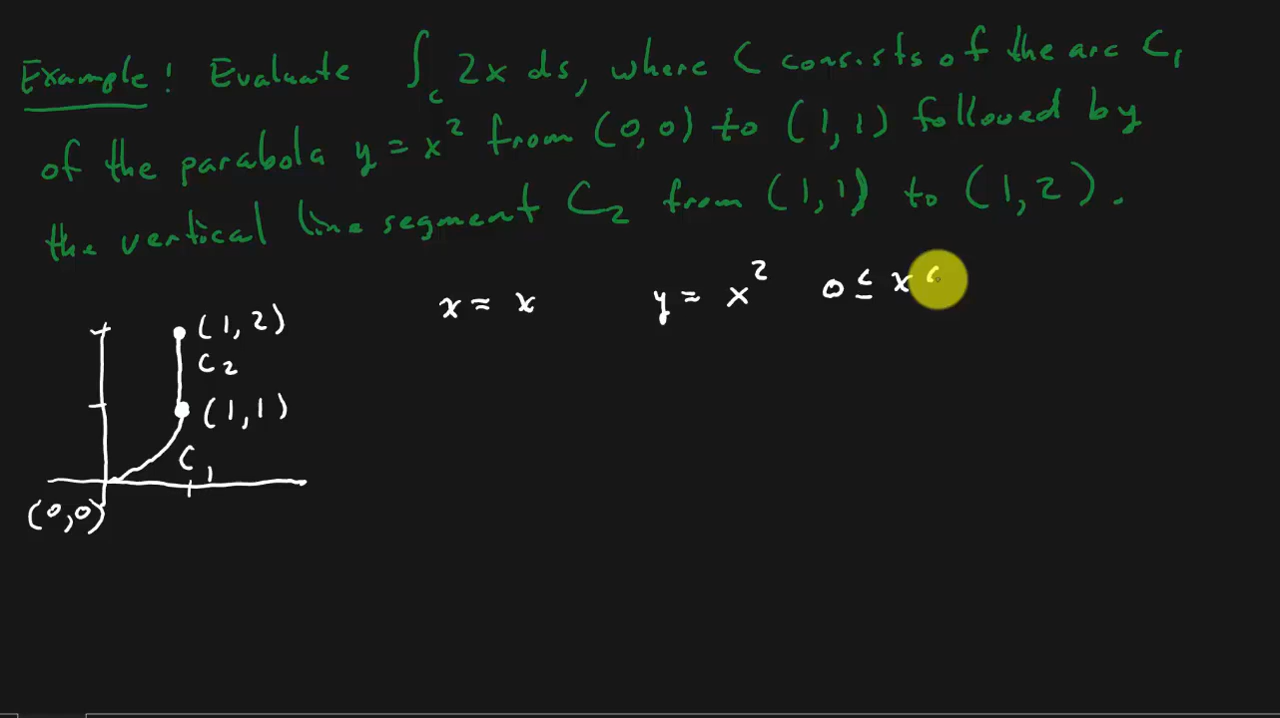 Example! Evaluate ∫_C 2x ds, where C consists of the arc C₁
of the parabola y = x² from (0,0) to (1,1) followed by
the vertical line segment C₂ from (1,1) to (1,2).
x = x    y = x²    0 ≤ x
(1,2)
C₂
(1,1)
C₁
(0,0)